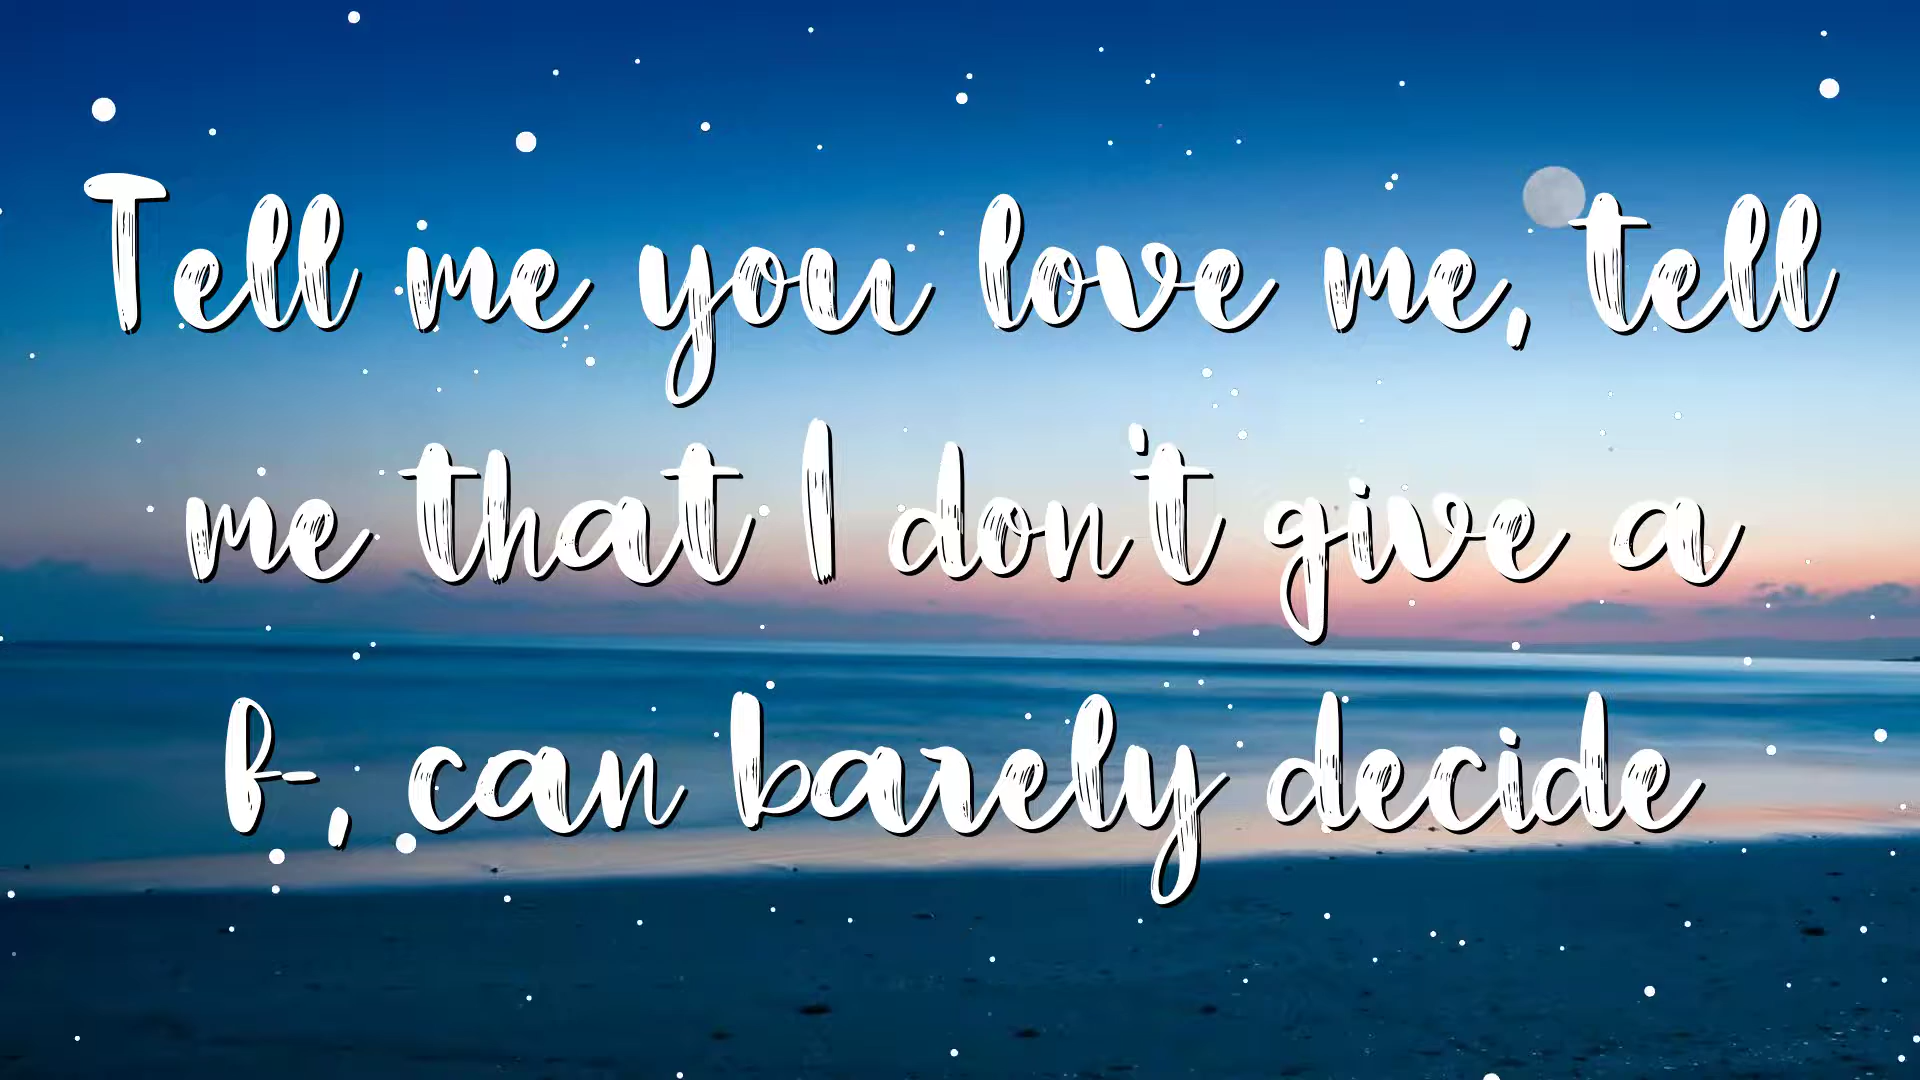 Tell me you love me, tell
me that I don't give a
f-, can barely decide